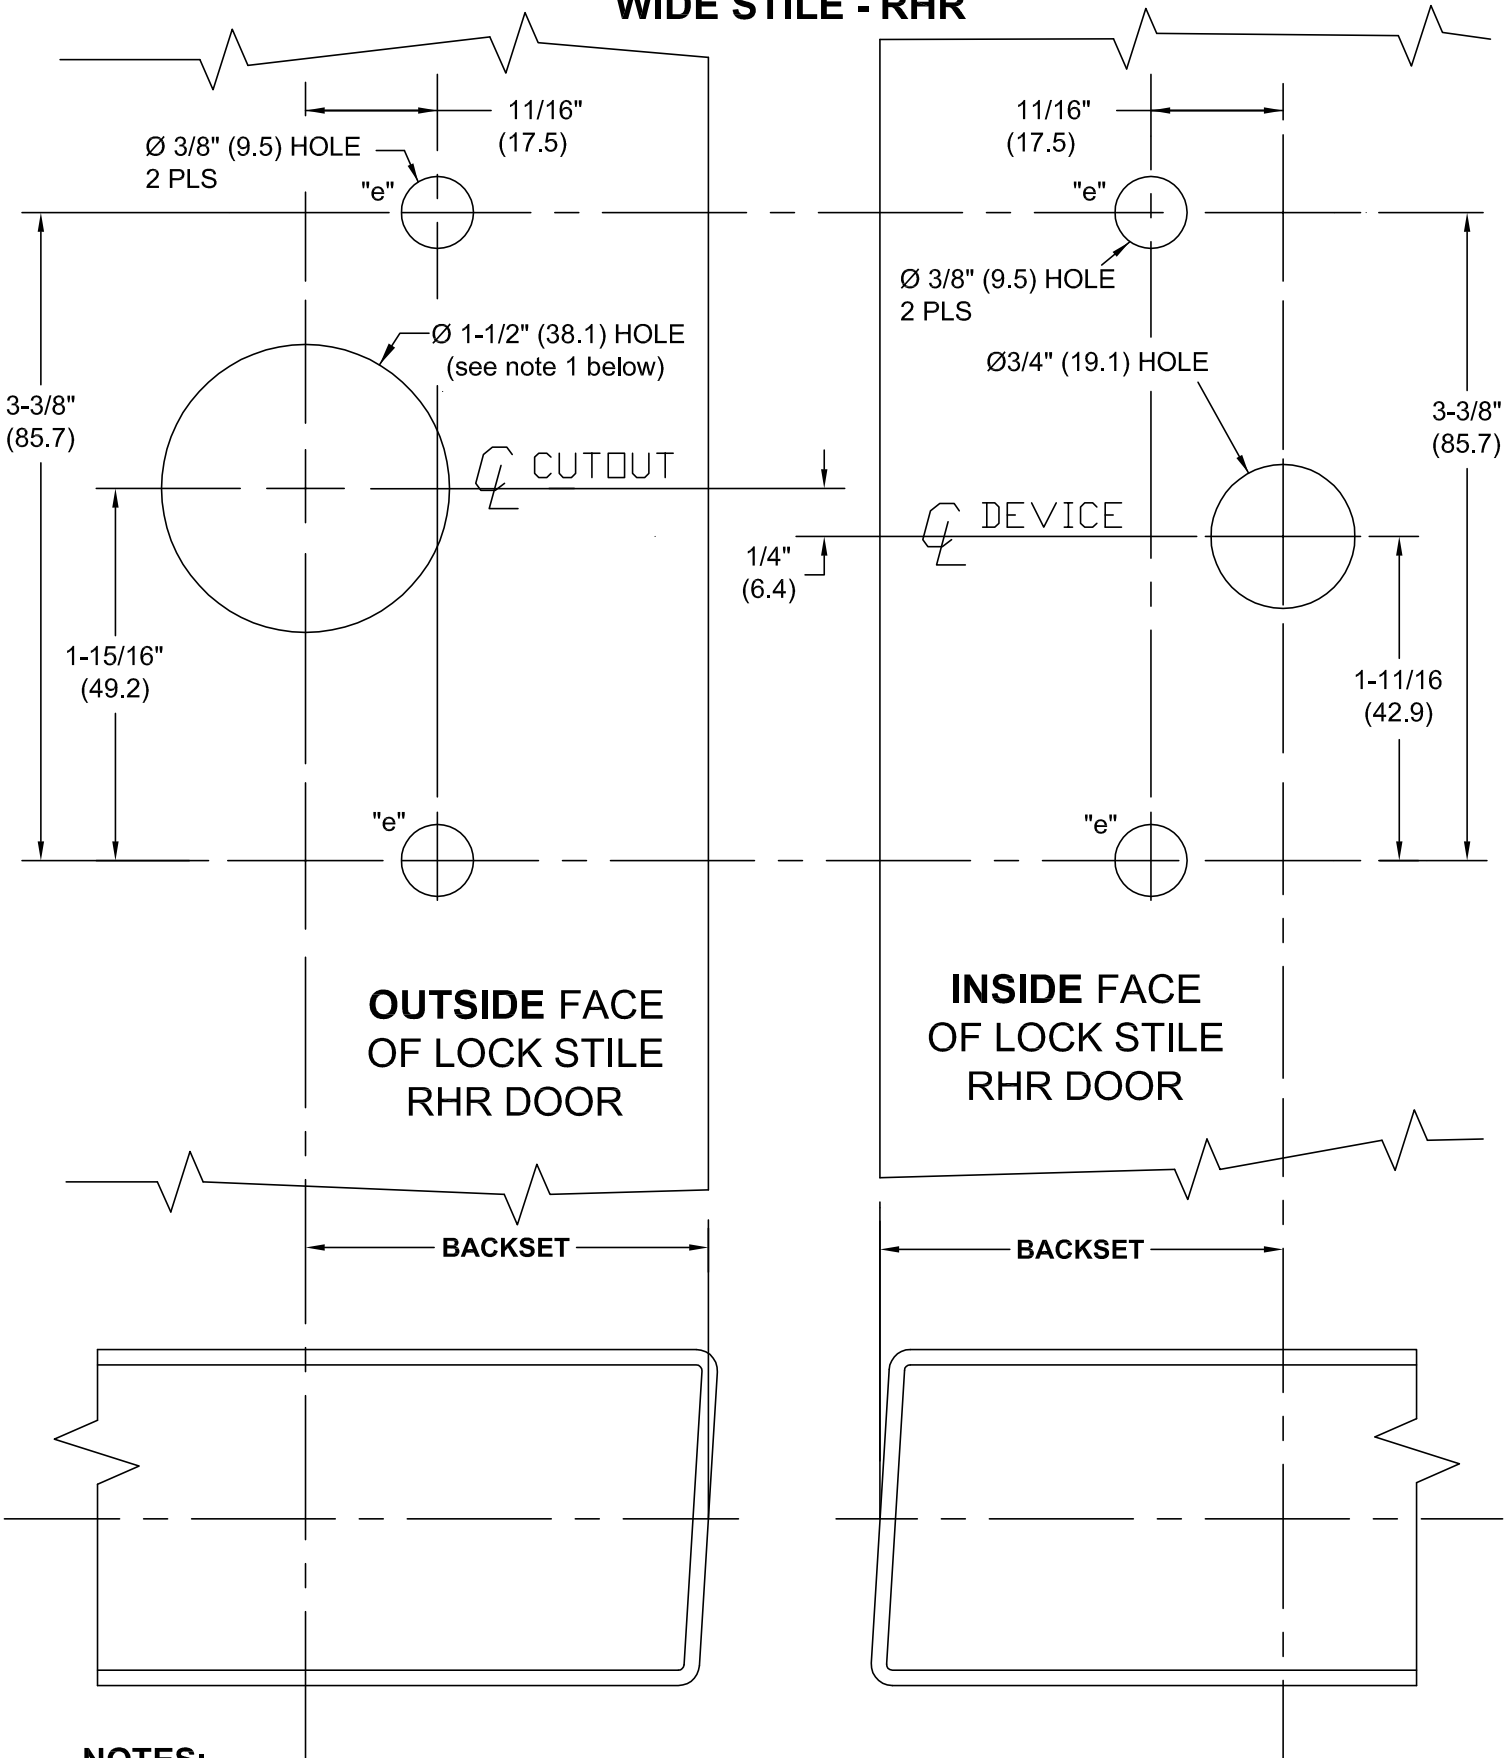 WIDE STILE - RHR
11/16"
(17.5)
Ø 3/8" (9.5) HOLE
2 PLS
"e"
Ø 1-1/2" (38.1) HOLE
(see note 1 below)
3-3/8"
(85.7)
CL CUTOUT
1-15/16"
(49.2)
"e"
1/4"
(6.4)
11/16"
(17.5)
"e"
Ø 3/8" (9.5) HOLE
2 PLS
Ø3/4" (19.1) HOLE
3-3/8"
(85.7)
CL DEVICE
1-11/16
(42.9)
"e"
OUTSIDE FACE
OF LOCK STILE
RHR DOOR
INSIDE FACE
OF LOCK STILE
RHR DOOR
BACKSET
BACKSET
NOTES: